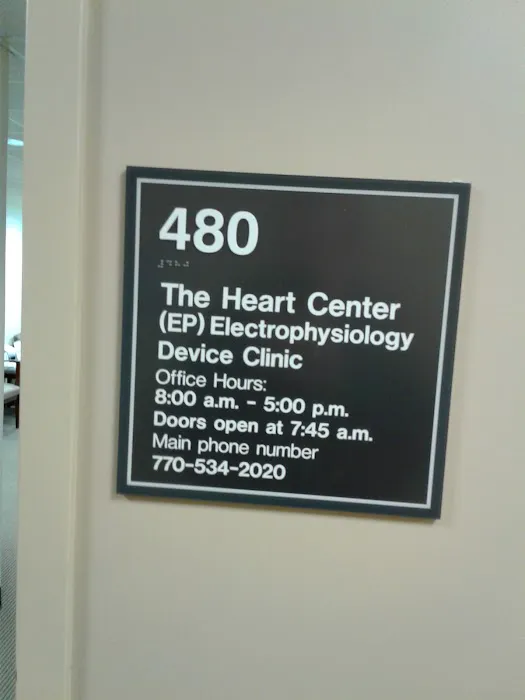 480
The Heart Center
(EP) Electrophysiology
Device Clinic
Office Hours:
8:00 a.m. - 5:00 p.m.
Doors open at 7:45 a.m.
Main phone number
770-534-2020